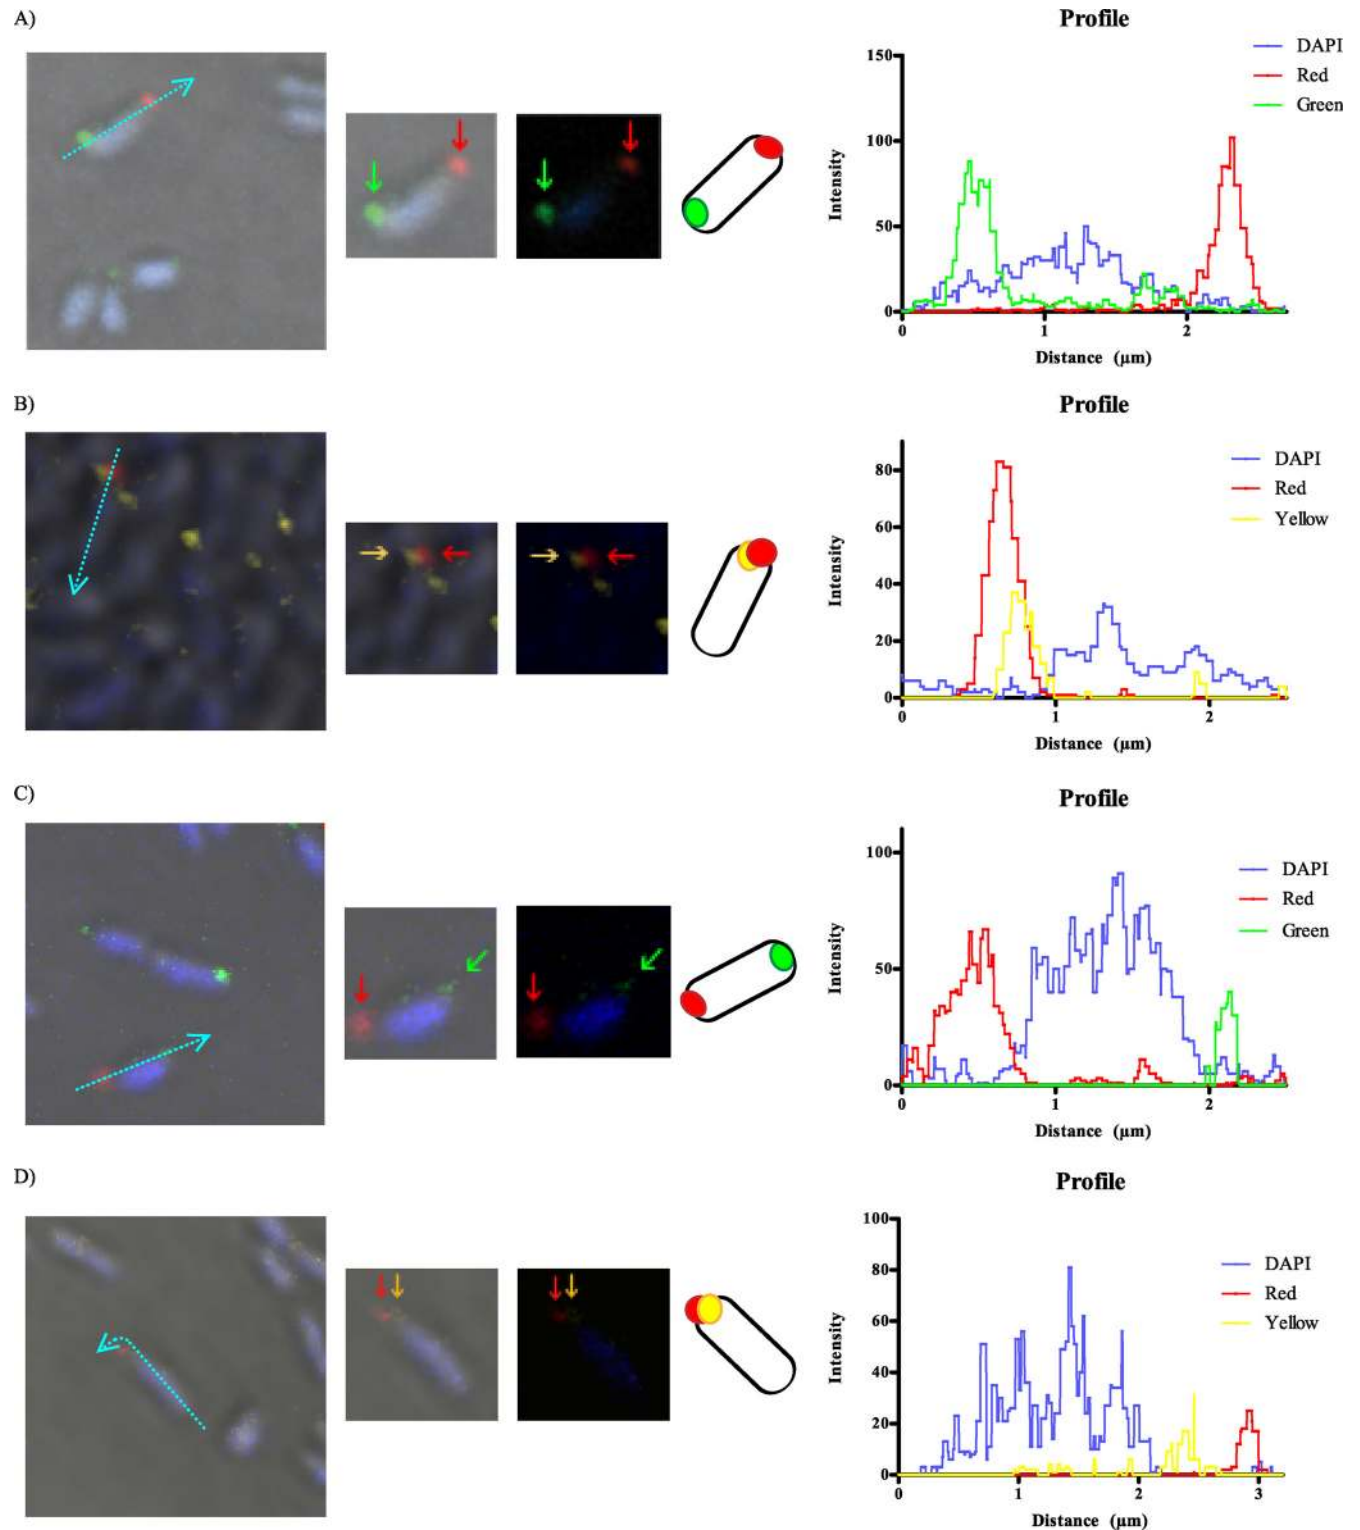 A)
Profile
DAPI
Red
Green
150
100
50
0
Intensity
0 1 2
Distance (µm)
B)
Profile
DAPI
Red
Yellow
80
60
40
20
0
Intensity
0 1 2
Distance (µm)
C)
Profile
DAPI
Red
Green
100
50
0
Intensity
0 1 2
Distance (µm)
D)
Profile
DAPI
Red
Yellow
100
80
60
40
20
0
Intensity
0 1 2 3
Distance (µm)